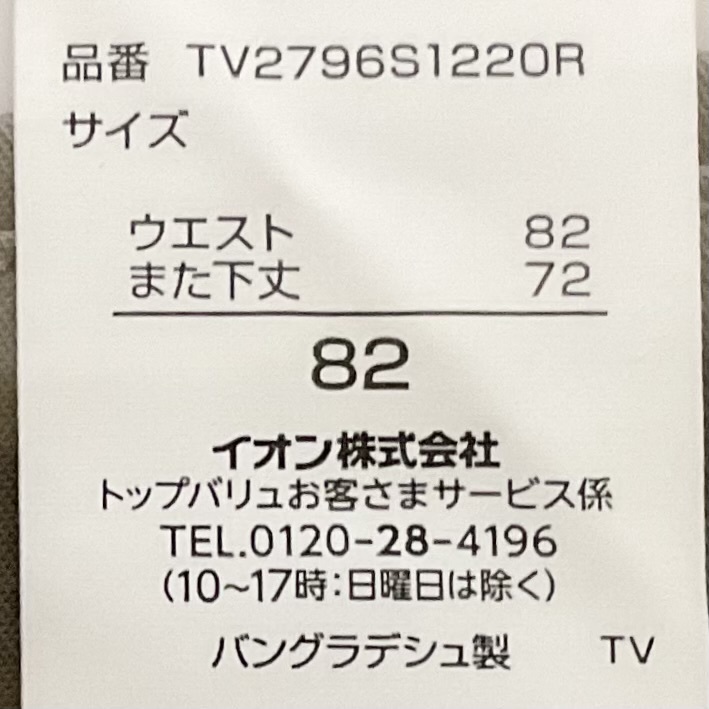 品番 TV2796S1220R
サイズ
ウエスト 82
また下丈 72
82
イオン株式会社
トップバリュお客さまサービス係
TEL.0120-28-4196
(10~17時:日曜日は除く)
バングラデシュ製 TV